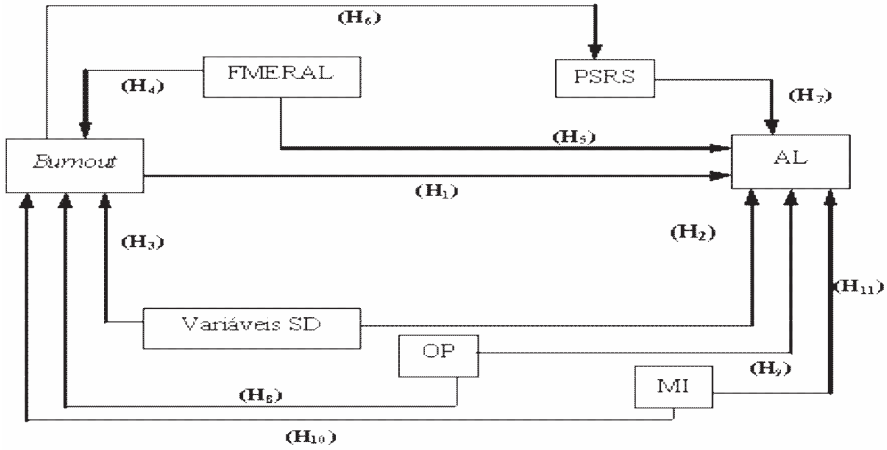 (H₆)
FMERAL
PSRS
(H₄)
(H₇)
(H₅)
Burnout
AL
(H₁)
(H₃)
(H₂)
(H₁₁)
Variáveis SD
OP
(H₉)
MI
(H₈)
(H₁₀)